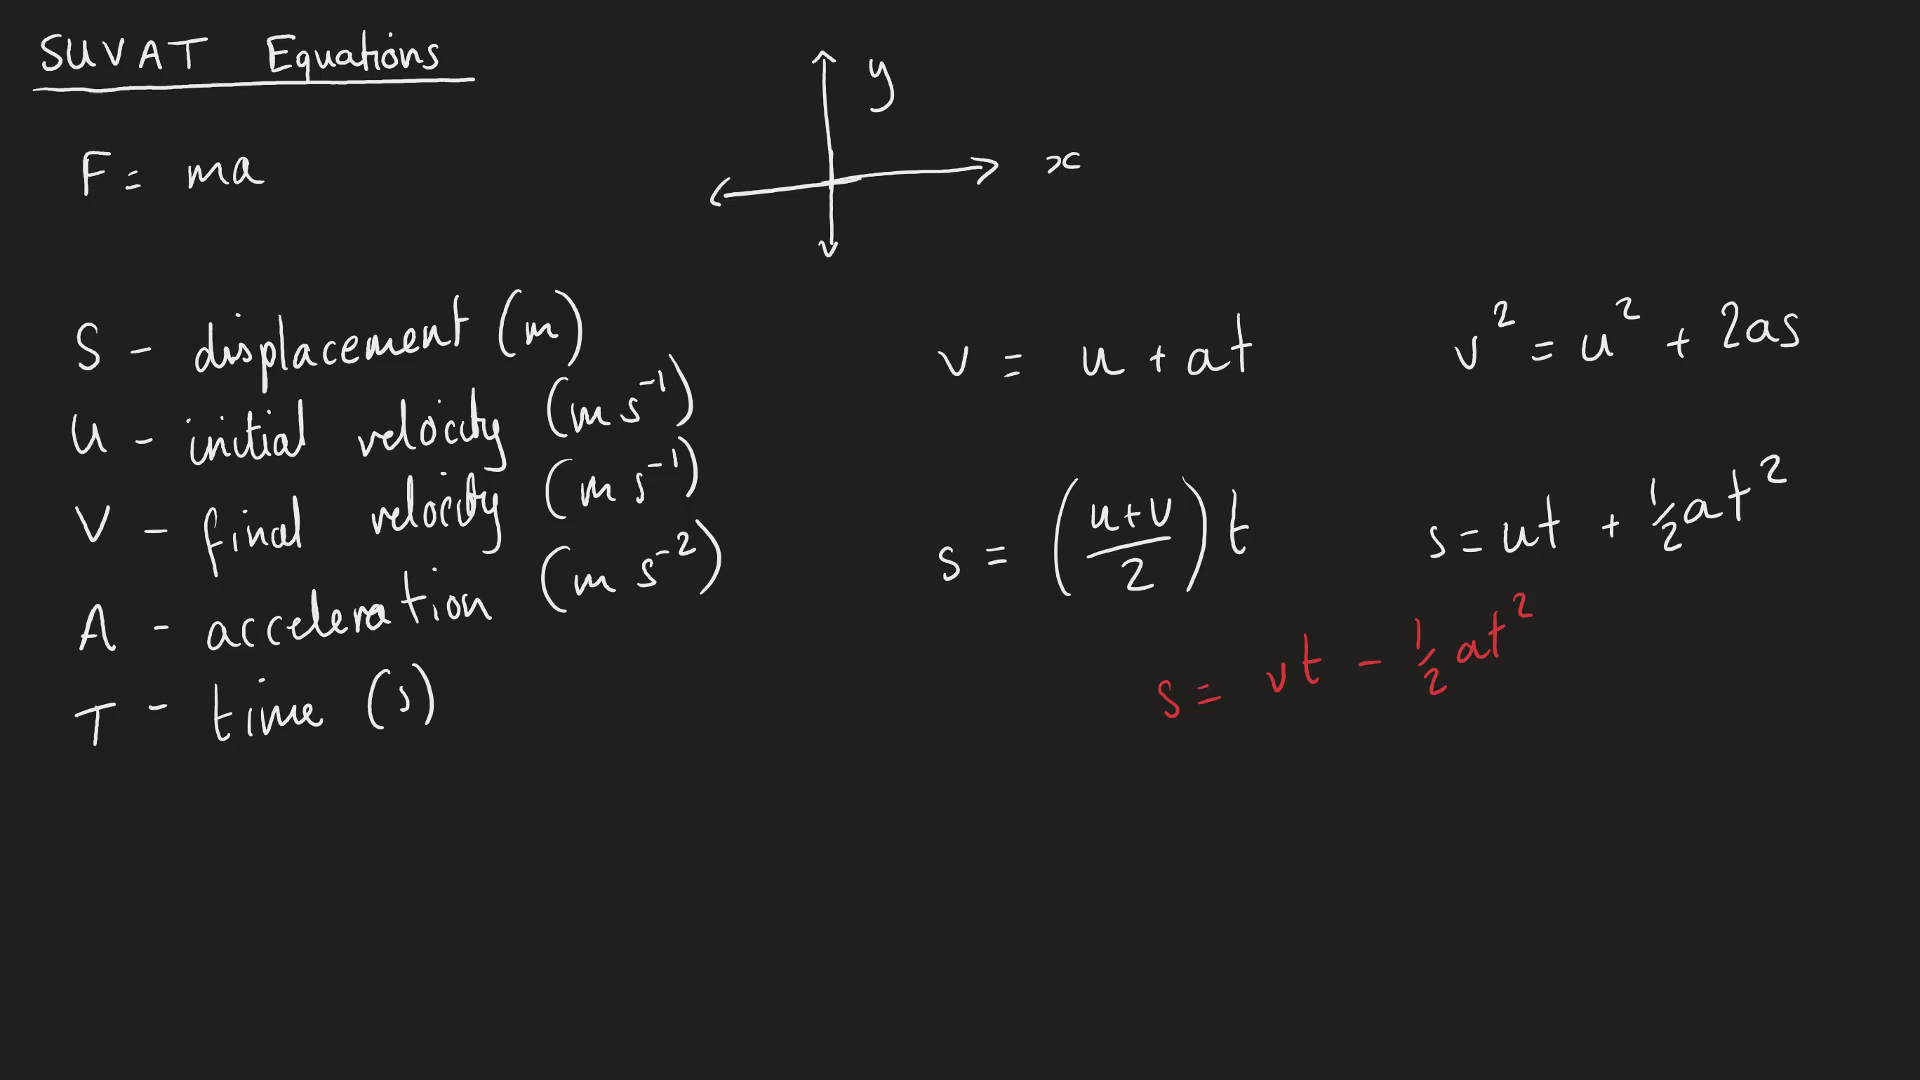 SUVAT Equations
y
x
F = ma
S - displacement (m)
U - initial velocity (m s⁻¹)
V - final velocity (m s⁻¹)
A - acceleration (m s⁻²)
T - time (s)
v = u + at
v² = u² + 2as
s = ((u+v)/2) t
s = ut + ½at²
s = vt - ½at²